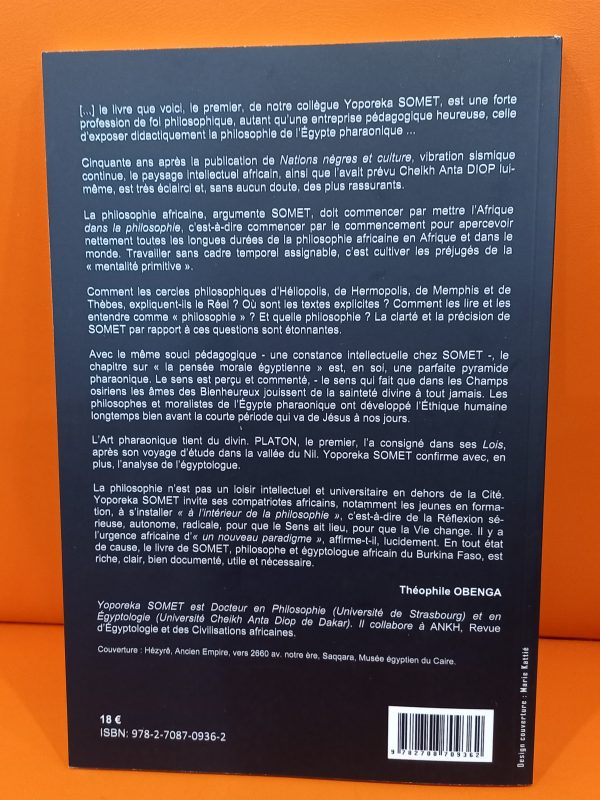 [...] le livre que voici, le premier, de notre collègue Yoporeka SOMET, est une forte
profession de foi philosophique, autant qu'une entreprise pédagogique heureuse, celle
d'exposer didactiquement la philosophie de l'Égypte pharaonique ...
Cinquante ans après la publication de Nations nègres et culture, vibration sismique
continue, le paysage intellectuel africain, ainsi que l'avait prévu Cheikh Anta DIOP lui-
même, est très éclairci et, sans aucun doute, des plus rassurants.
La philosophie africaine, argumente SOMET, doit commencer par mettre l'Afrique
dans la philosophie, c'est-à-dire commencer par le commencement pour apercevoir
nettement toutes les longues durées de la philosophie africaine en Afrique et dans le
monde. Travailler sans cadre temporel assignable, c'est cultiver les préjugés de la
« mentalité primitive ».
Comment les cercles philosophiques d'Héliopolis, de Hermopolis, de Memphis et de
Thèbes, expliquent-ils le Réel ? Où sont les textes explicites ? Comment les lire et les
entendre comme « philosophie » ? Et quelle philosophie ? La clarté et la précision de
SOMET par rapport à ces questions sont étonnantes.
Avec le même souci pédagogique - une constance intellectuelle chez SOMET -, le
chapitre sur « la pensée morale égyptienne » est, en soi, une parfaite pyramide
pharaonique. Le sens est perçu et commenté, - le sens qui fait que dans les Champs
osiriens les âmes des Bienheureux jouissent de la sainteté divine à tout jamais. Les
philosophes et moralistes de l'Égypte pharaonique ont développé l'Éthique humaine
longtemps bien avant la courte période qui va de Jésus à nos jours.
L'Art pharaonique tient du divin. PLATON, le premier, l'a consigné dans ses Lois,
après son voyage d'étude dans la vallée du Nil. Yoporeka SOMET confirme avec, en
plus, l'analyse de l'égyptologue.
La philosophie n'est pas un loisir intellectuel et universitaire en dehors de la Cité.
Yoporeka SOMET invite ses compatriotes africains, notamment les jeunes en forma-
tion, à s'installer « à l'intérieur de la philosophie », c'est-à-dire de la Réflexion sé-
rieuse, autonome, radicale, pour que le Sens ait lieu, pour que la Vie change. Il y a
l'urgence africaine d'« un nouveau paradigme », affirme-t-il, lucidement. En tout état
de cause, le livre de SOMET, philosophe et égyptologue africain du Burkina Faso, est
riche, clair, bien documenté, utile et nécessaire.
Théophile OBENGA
Yoporeka SOMET est Docteur en Philosophie (Université de Strasbourg) et en
Égyptologie (Université Cheikh Anta Diop de Dakar). Il collabore à ANKH, Revue
d'Égyptologie et des Civilisations africaines.
Couverture : Hèzyrê, Ancien Empire, vers 2660 av. notre ère, Saqqara, Musée égyptien du Caire.
18 €
ISBN: 978-2-7087-0936-2
9 782708 709362
Design couverture : Marie Kattié